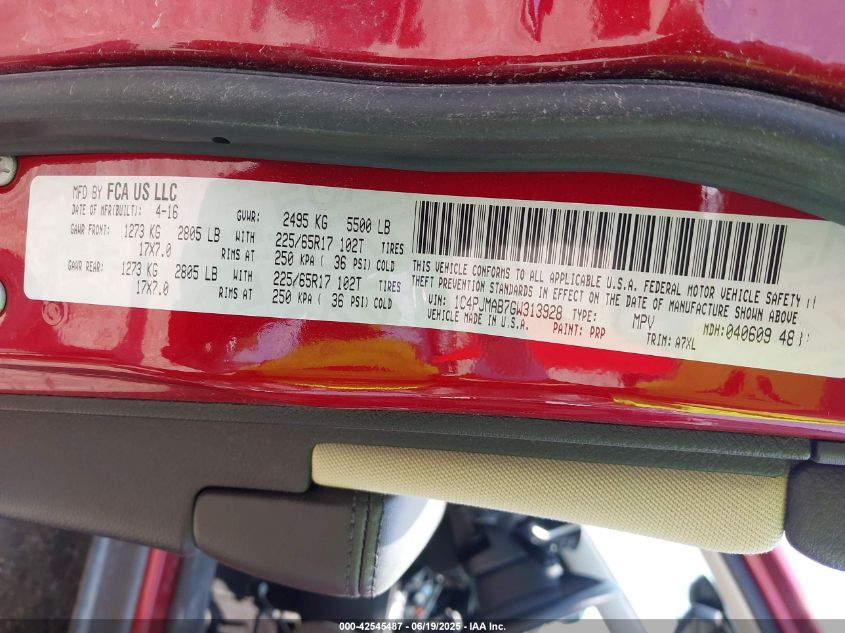 MFD BY FCA US LLC
DATE OF MFR(BUILT): 4-16 GVWR: 2495 KG 5500 LB
GAWR FRONT: 1273 KG 2805 LB WITH 225/65R17 102T TIRES
17X7.0 RIMS AT 250 KPA ( 36 PSI) COLD
GAWR REAR: 1273 KG 2805 LB WITH 225/65R17 102T TIRES
17X7.0 RIMS AT 250 KPA ( 36 PSI) COLD
THIS VEHICLE CONFORMS TO ALL APPLICABLE U.S.A. FEDERAL MOTOR VEHICLE SAFETY
THEFT PREVENTION STANDARDS IN EFFECT ON THE DATE OF MANUFACTURE SHOWN ABOVE
VIN: 1C4PJMAB7GW313928 TYPE: MPV MDH:040609 48
VEHICLE MADE IN U.S.A. PAINT: PRP TRIM: A7XL
000-42545487 - 06/19/2025 - IAA Inc.